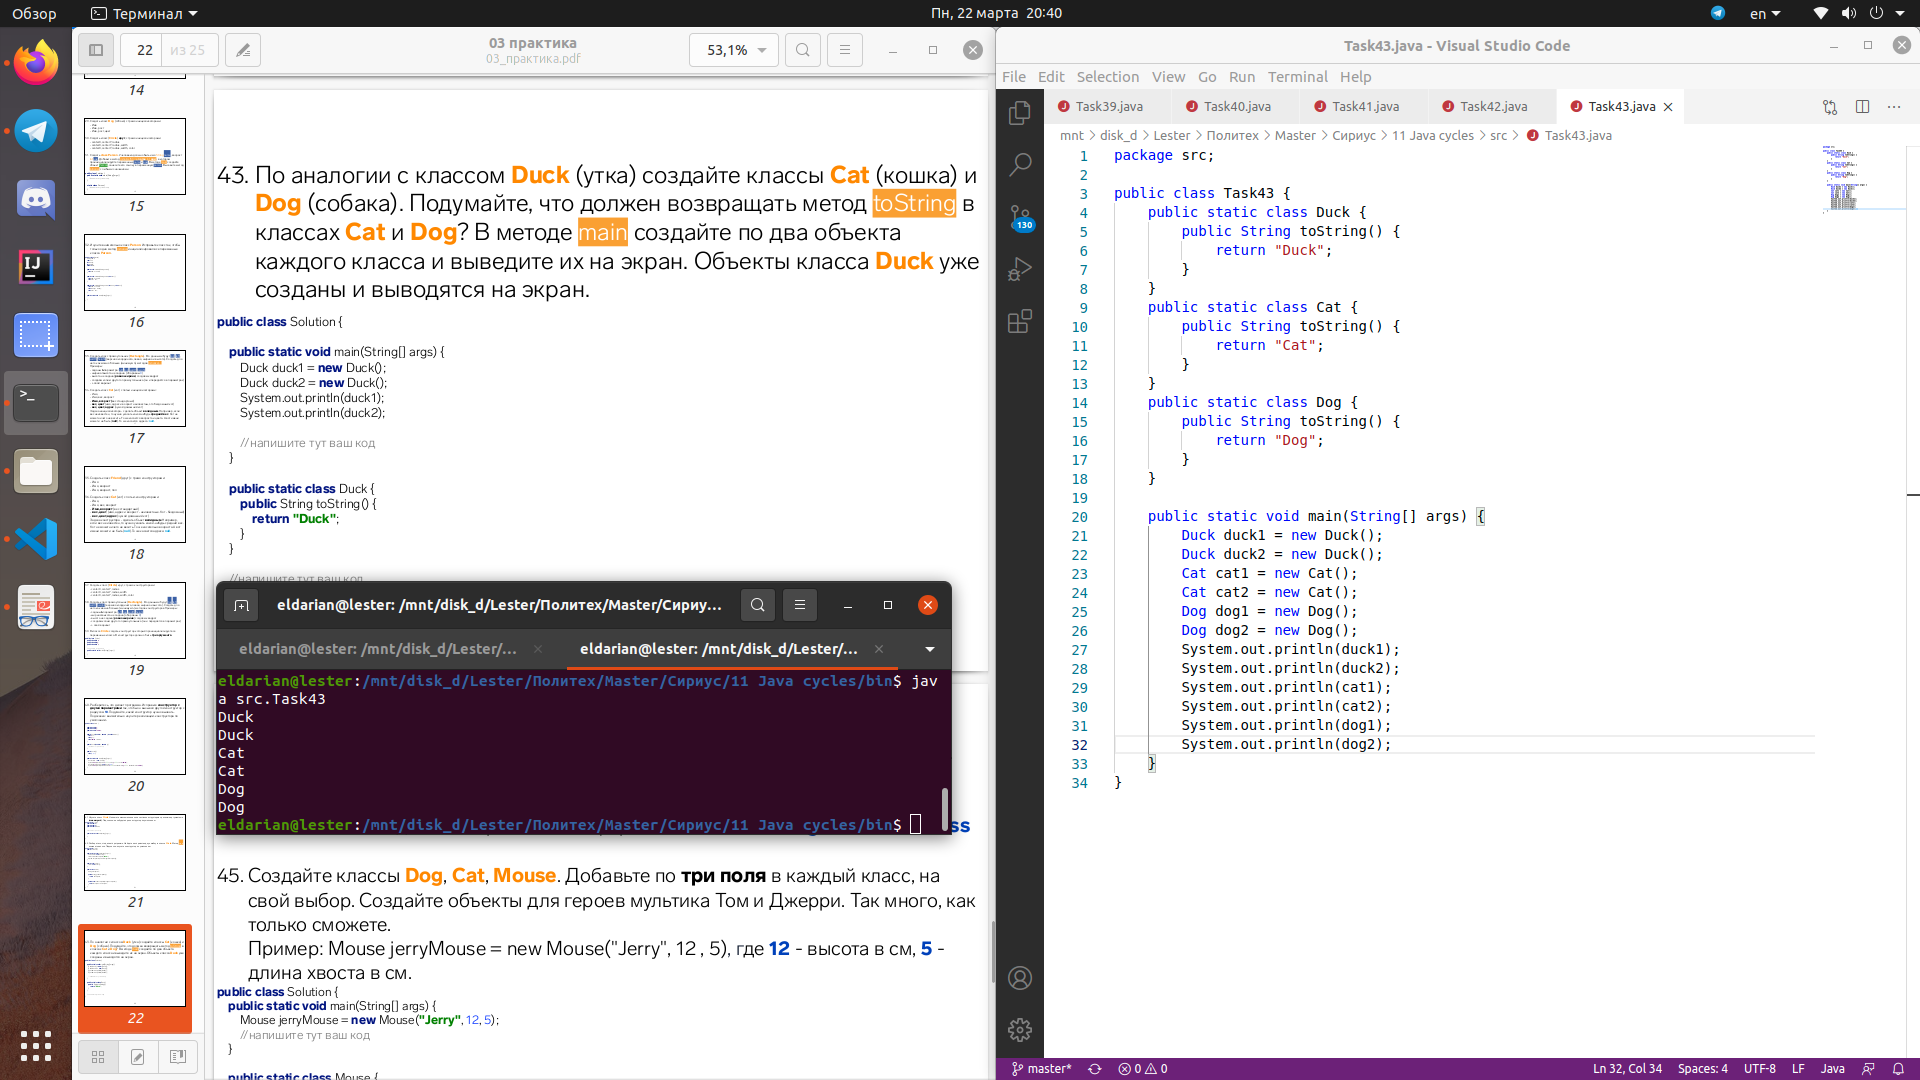 Обзор
Терминал
Пн, 22 марта 20:40
en
22
из 25
03 практика
03_практика.pdf
53,1%
14
15
16
17
18
19
20
21
22
43. По аналогии с классом Duck (утка) создайте классы Cat (кошка) и
Dog (собака). Подумайте, что должен возвращать метод toString в
классах Cat и Dog? В методе main создайте по два объекта
каждого класса и выведите их на экран. Объекты класса Duck уже
созданы и выводятся на экран.
public class Solution {
public static void main(String[] args) {
Duck duck1 = new Duck();
Duck duck2 = new Duck();
System.out.println(duck1);
System.out.println(duck2);
//напишите тут ваш код
}
public static class Duck {
public String toString() {
return "Duck";
}
}
//напишите тут ваш код
eldarian@lester: /mnt/disk_d/Lester/Политех/Master/Сириу...
eldarian@lester: /mnt/disk_d/Lester/...
eldarian@lester: /mnt/disk_d/Lester/...
eldarian@lester:/mnt/disk_d/Lester/Политех/Master/Сириус/11 Java cycles/bin$ jav
a src.Task43
Duck
Duck
Cat
Cat
Dog
Dog
eldarian@lester:/mnt/disk_d/Lester/Политех/Master/Сириус/11 Java cycles/bin$
ss
45. Создайте классы Dog, Cat, Mouse. Добавьте по три поля в каждый класс, на
свой выбор. Создайте объекты для героев мультика Том и Джерри. Так много, как
только сможете.
Пример: Mouse jerryMouse = new Mouse("Jerry", 12 , 5), где 12 - высота в см, 5 -
длина хвоста в см.
public class Solution {
public static void main(String[] args) {
Mouse jerryMouse = new Mouse("Jerry", 12, 5);
//напишите тут ваш код
}
public static class Mouse {
Task43.java - Visual Studio Code
File Edit Selection View Go Run Terminal Help
130
Task39.java
Task40.java
Task41.java
Task42.java
Task43.java
mnt > disk_d > Lester > Политех > Master > Сириус > 11 Java cycles > src > Task43.java
1 package src;
2
3 public class Task43 {
4 public static class Duck {
5 public String toString() {
6 return "Duck";
7 }
8 }
9 public static class Cat {
10 public String toString() {
11 return "Cat";
12 }
13 }
14 public static class Dog {
15 public String toString() {
16 return "Dog";
17 }
18 }
19
20 public static void main(String[] args) {
21 Duck duck1 = new Duck();
22 Duck duck2 = new Duck();
23 Cat cat1 = new Cat();
24 Cat cat2 = new Cat();
25 Dog dog1 = new Dog();
26 Dog dog2 = new Dog();
27 System.out.println(duck1);
28 System.out.println(duck2);
29 System.out.println(cat1);
30 System.out.println(cat2);
31 System.out.println(dog1);
32 System.out.println(dog2);
33 }
34 }
master*
0
0
Ln 32, Col 34
Spaces: 4
UTF-8
LF
Java